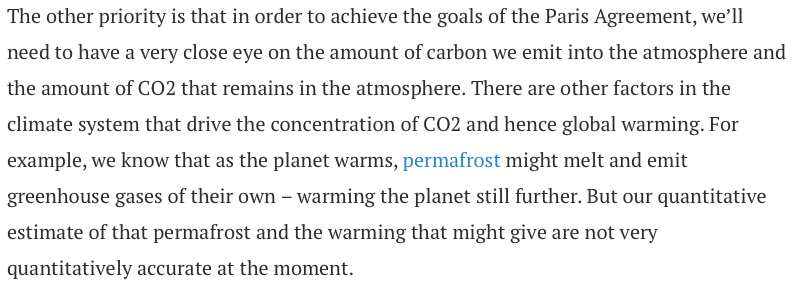 The other priority is that in order to achieve the goals of the Paris Agreement, we’ll
need to have a very close eye on the amount of carbon we emit into the atmosphere and
the amount of CO2 that remains in the atmosphere. There are other factors in the
climate system that drive the concentration of CO2 and hence global warming. For
example, we know that as the planet warms, permafrost might melt and emit
greenhouse gases of their own – warming the planet still further. But our quantitative
estimate of that permafrost and the warming that might give are not very
quantitatively accurate at the moment.